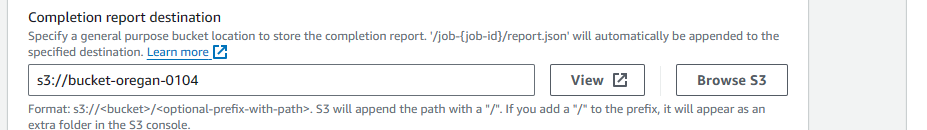 Completion report destination
Specify a general purpose bucket location to store the completion report. '/job-{job-id}/report.json' will automatically be appended to the
specified destination. Learn more
s3://bucket-oregan-0104
View
Browse S3
Format: s3://<bucket>/<optional-prefix-with-path>. S3 will append the path with a "/". If you add a "/" to the prefix, it will appear as an
extra folder in the S3 console.